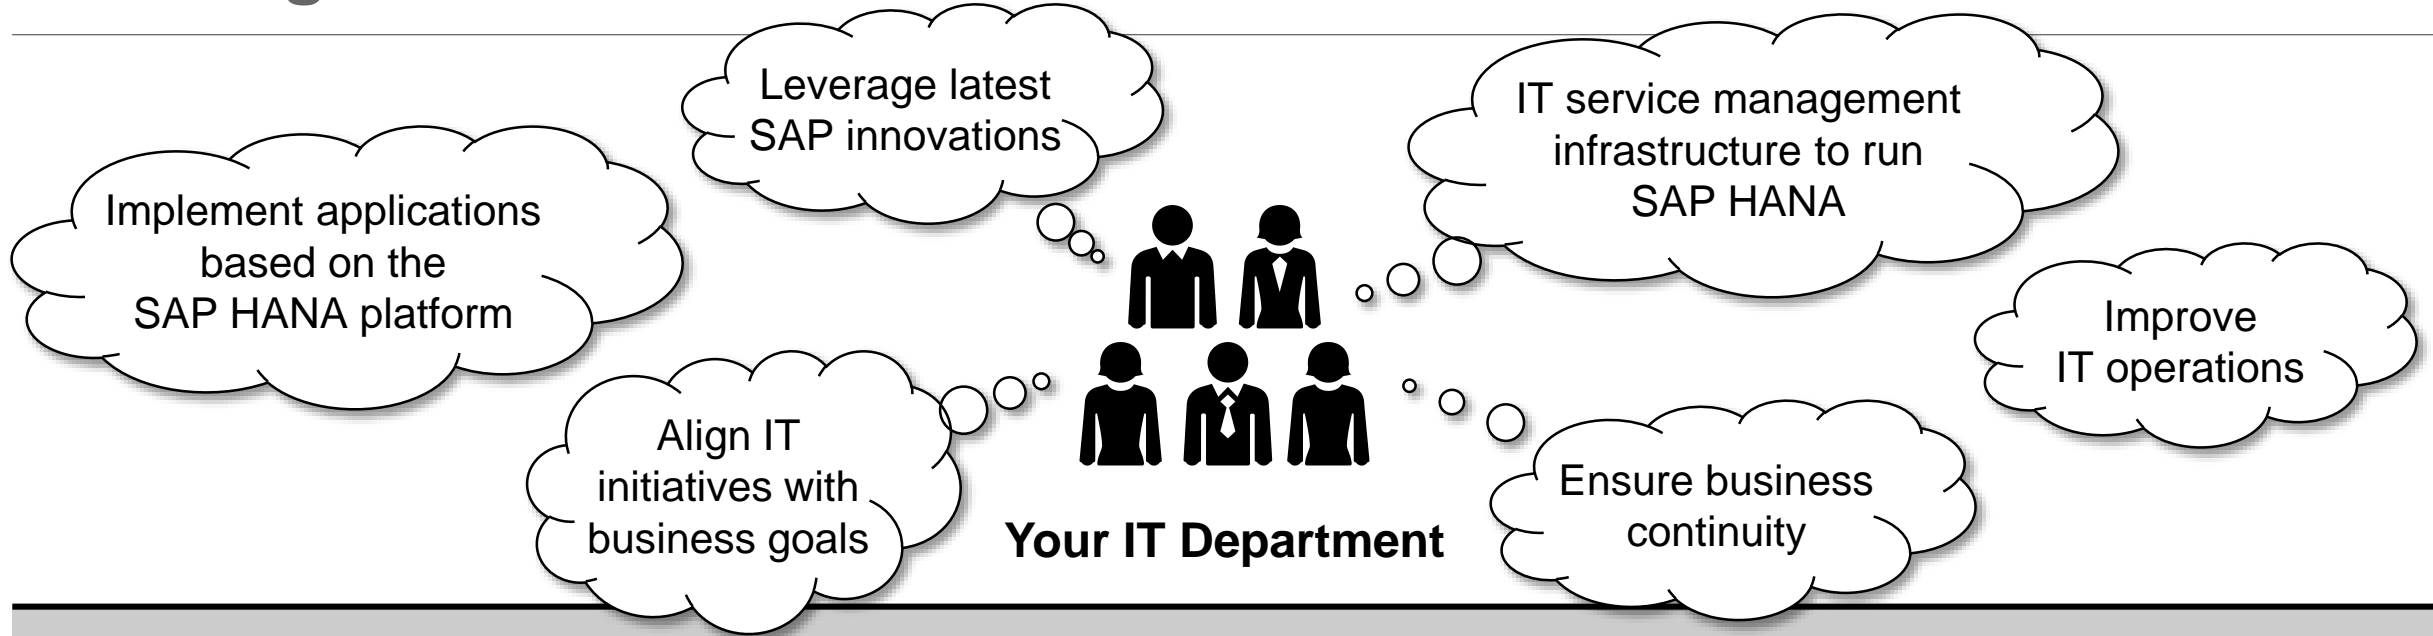 Leverage latest
SAP innovations
IT service management
infrastructure to run
SAP HANA
Implement applications
based on the
SAP HANA platform
Improve
IT operations
Align IT
initiatives with
business goals
Ensure business
continuity
Your IT Department